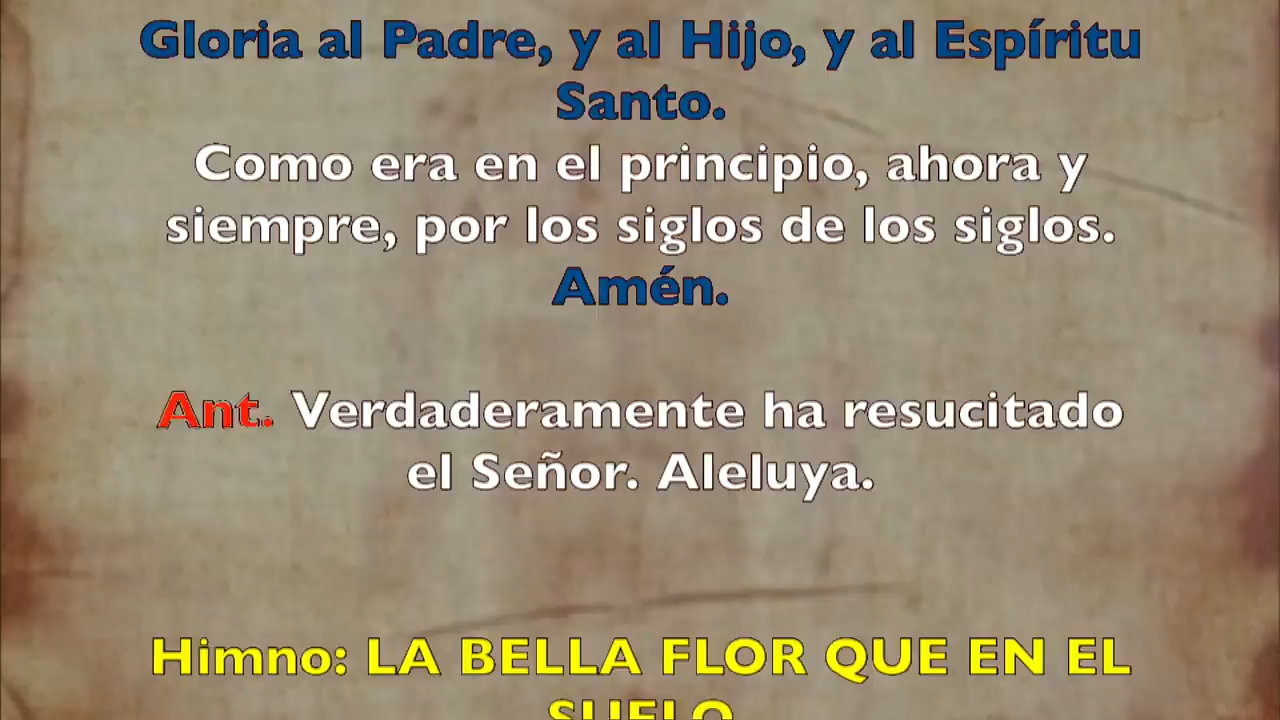 Gloria al Padre, y al Hijo, y al Espíritu
Santo.
Como era en el principio, ahora y
siempre, por los siglos de los siglos.
Amén.
Ant. Verdaderamente ha resucitado
el Señor. Aleluya.
Himno: LA BELLA FLOR QUE EN EL
SUELO